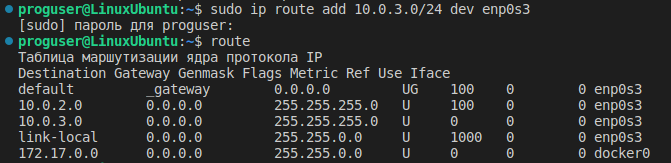 proguser@LinuxUbuntu:~$ sudo ip route add 10.0.3.0/24 dev enp0s3
[sudo] пароль для proguser:
proguser@LinuxUbuntu:~$ route
Таблица маршутизации ядра протокола IP
Destination Gateway Genmask Flags Metric Ref Use Iface
default _gateway 0.0.0.0 UG 100 0 0 enp0s3
10.0.2.0 0.0.0.0 255.255.255.0 U 100 0 0 enp0s3
10.0.3.0 0.0.0.0 255.255.255.0 U 0 0 0 enp0s3
link-local 0.0.0.0 255.255.0.0 U 1000 0 0 enp0s3
172.17.0.0 0.0.0.0 255.255.0.0 U 0 0 0 docker0